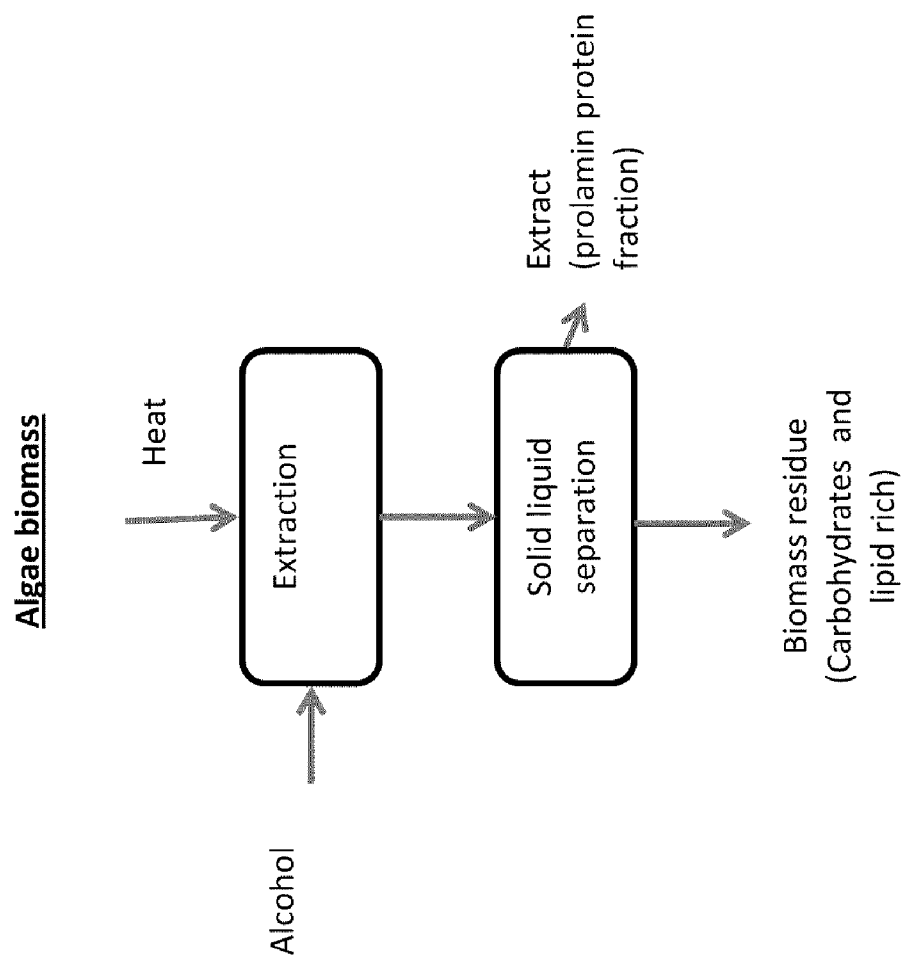 Algae biomass
Heat
Alcohol
Extraction
Solid liquid
separation
Extract
(prolamin protein
fraction)
Biomass residue
(Carbohydrates and
lipid rich)